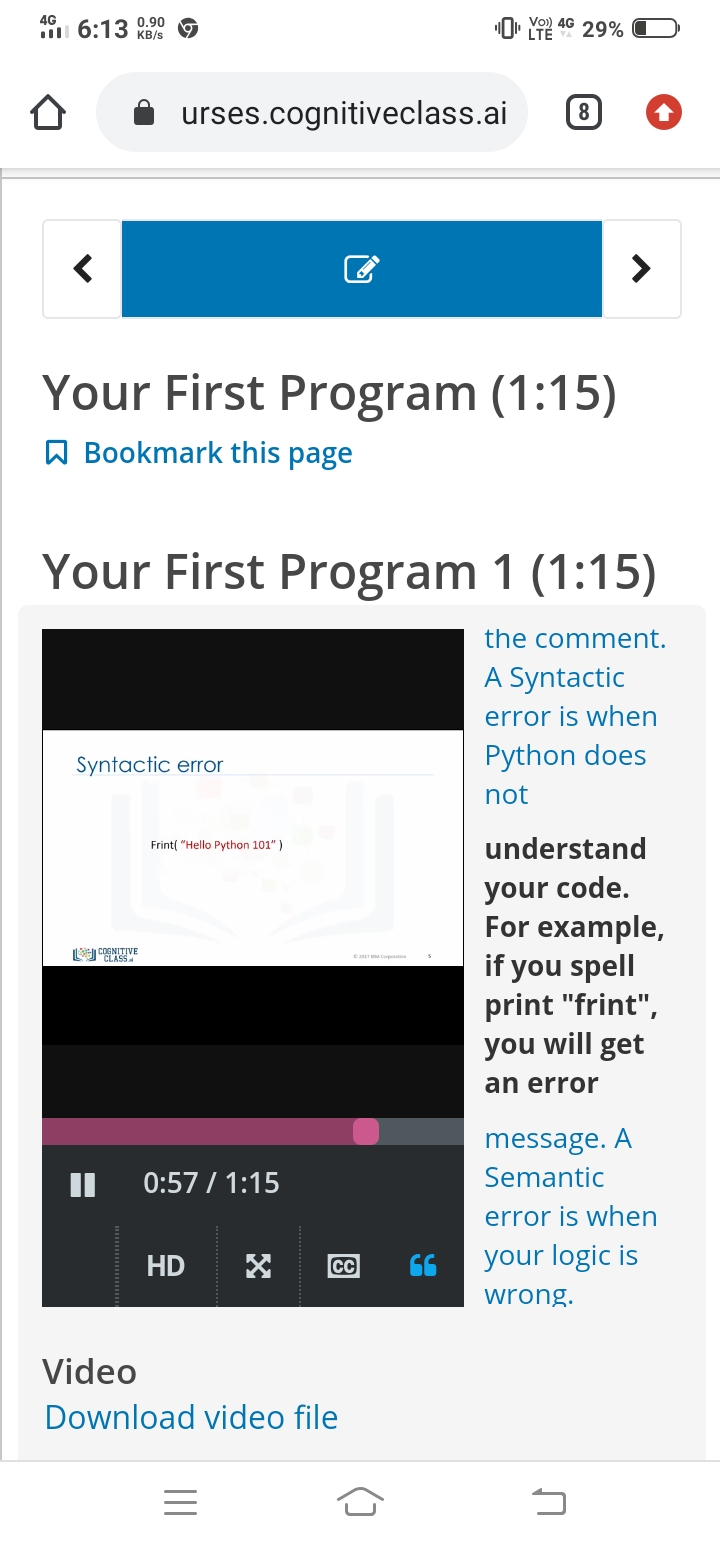 4G 6:13 0.90 KB/s Vo)) LTE 4G 29%
urses.cognitiveclass.ai 8
Your First Program (1:15)
Bookmark this page
Your First Program 1 (1:15)
Syntactic error
Frint( “Hello Python 101” )
COGNITIVE
CLASS.ai
© 2017 IBM Corporation 5
0:57 / 1:15
HD CC
the comment.
A Syntactic
error is when
Python does
not
understand
your code.
For example,
if you spell
print "frint",
you will get
an error
message. A
Semantic
error is when
your logic is
wrong.
Video
Download video file